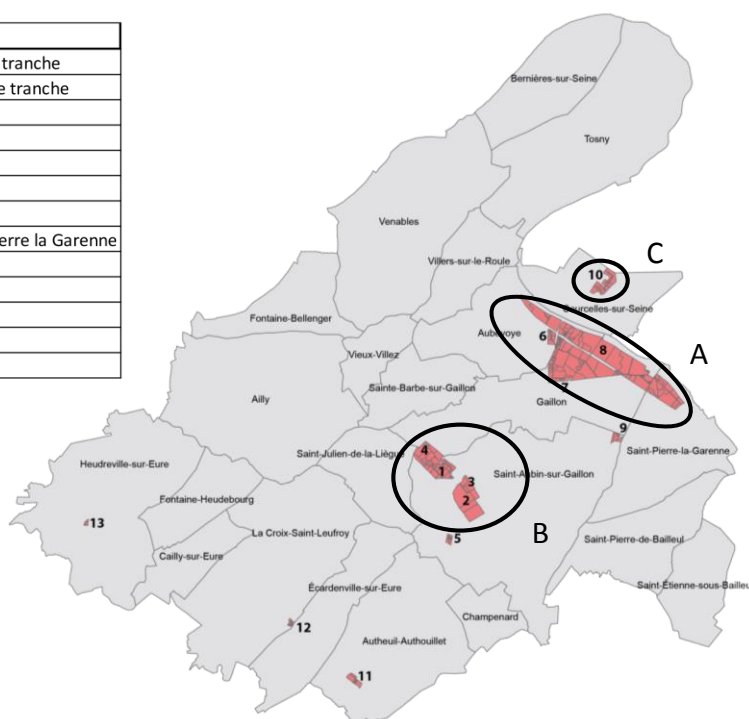 tranche
e tranche
erre la Garenne
Bernières-sur-Seine
Tosny
Venables
Villers-sur-le-Roule
C
10
Courcelles-sur-Seine
Fontaine-Bellenger
Aubevoye
6
8
A
Vieux-Villez
7
Sainte-Barbe-sur-Gaillon
Ailly
Gaillon
9
Saint-Julien-de-la-Liègue
4
Saint-Pierre-la-Garenne
Heudreville-sur-Eure
1
3
Saint-Aubin-sur-Gaillon
Fontaine-Heudebourg
2
13
La Croix-Saint-Leufroy
B
5
Saint-Pierre-de-Bailleul
Cailly-sur-Eure
Écardenville-sur-Eure
Saint-Étienne-sous-Bailleu
Champenard
12
Autheuil-Authouillet
11